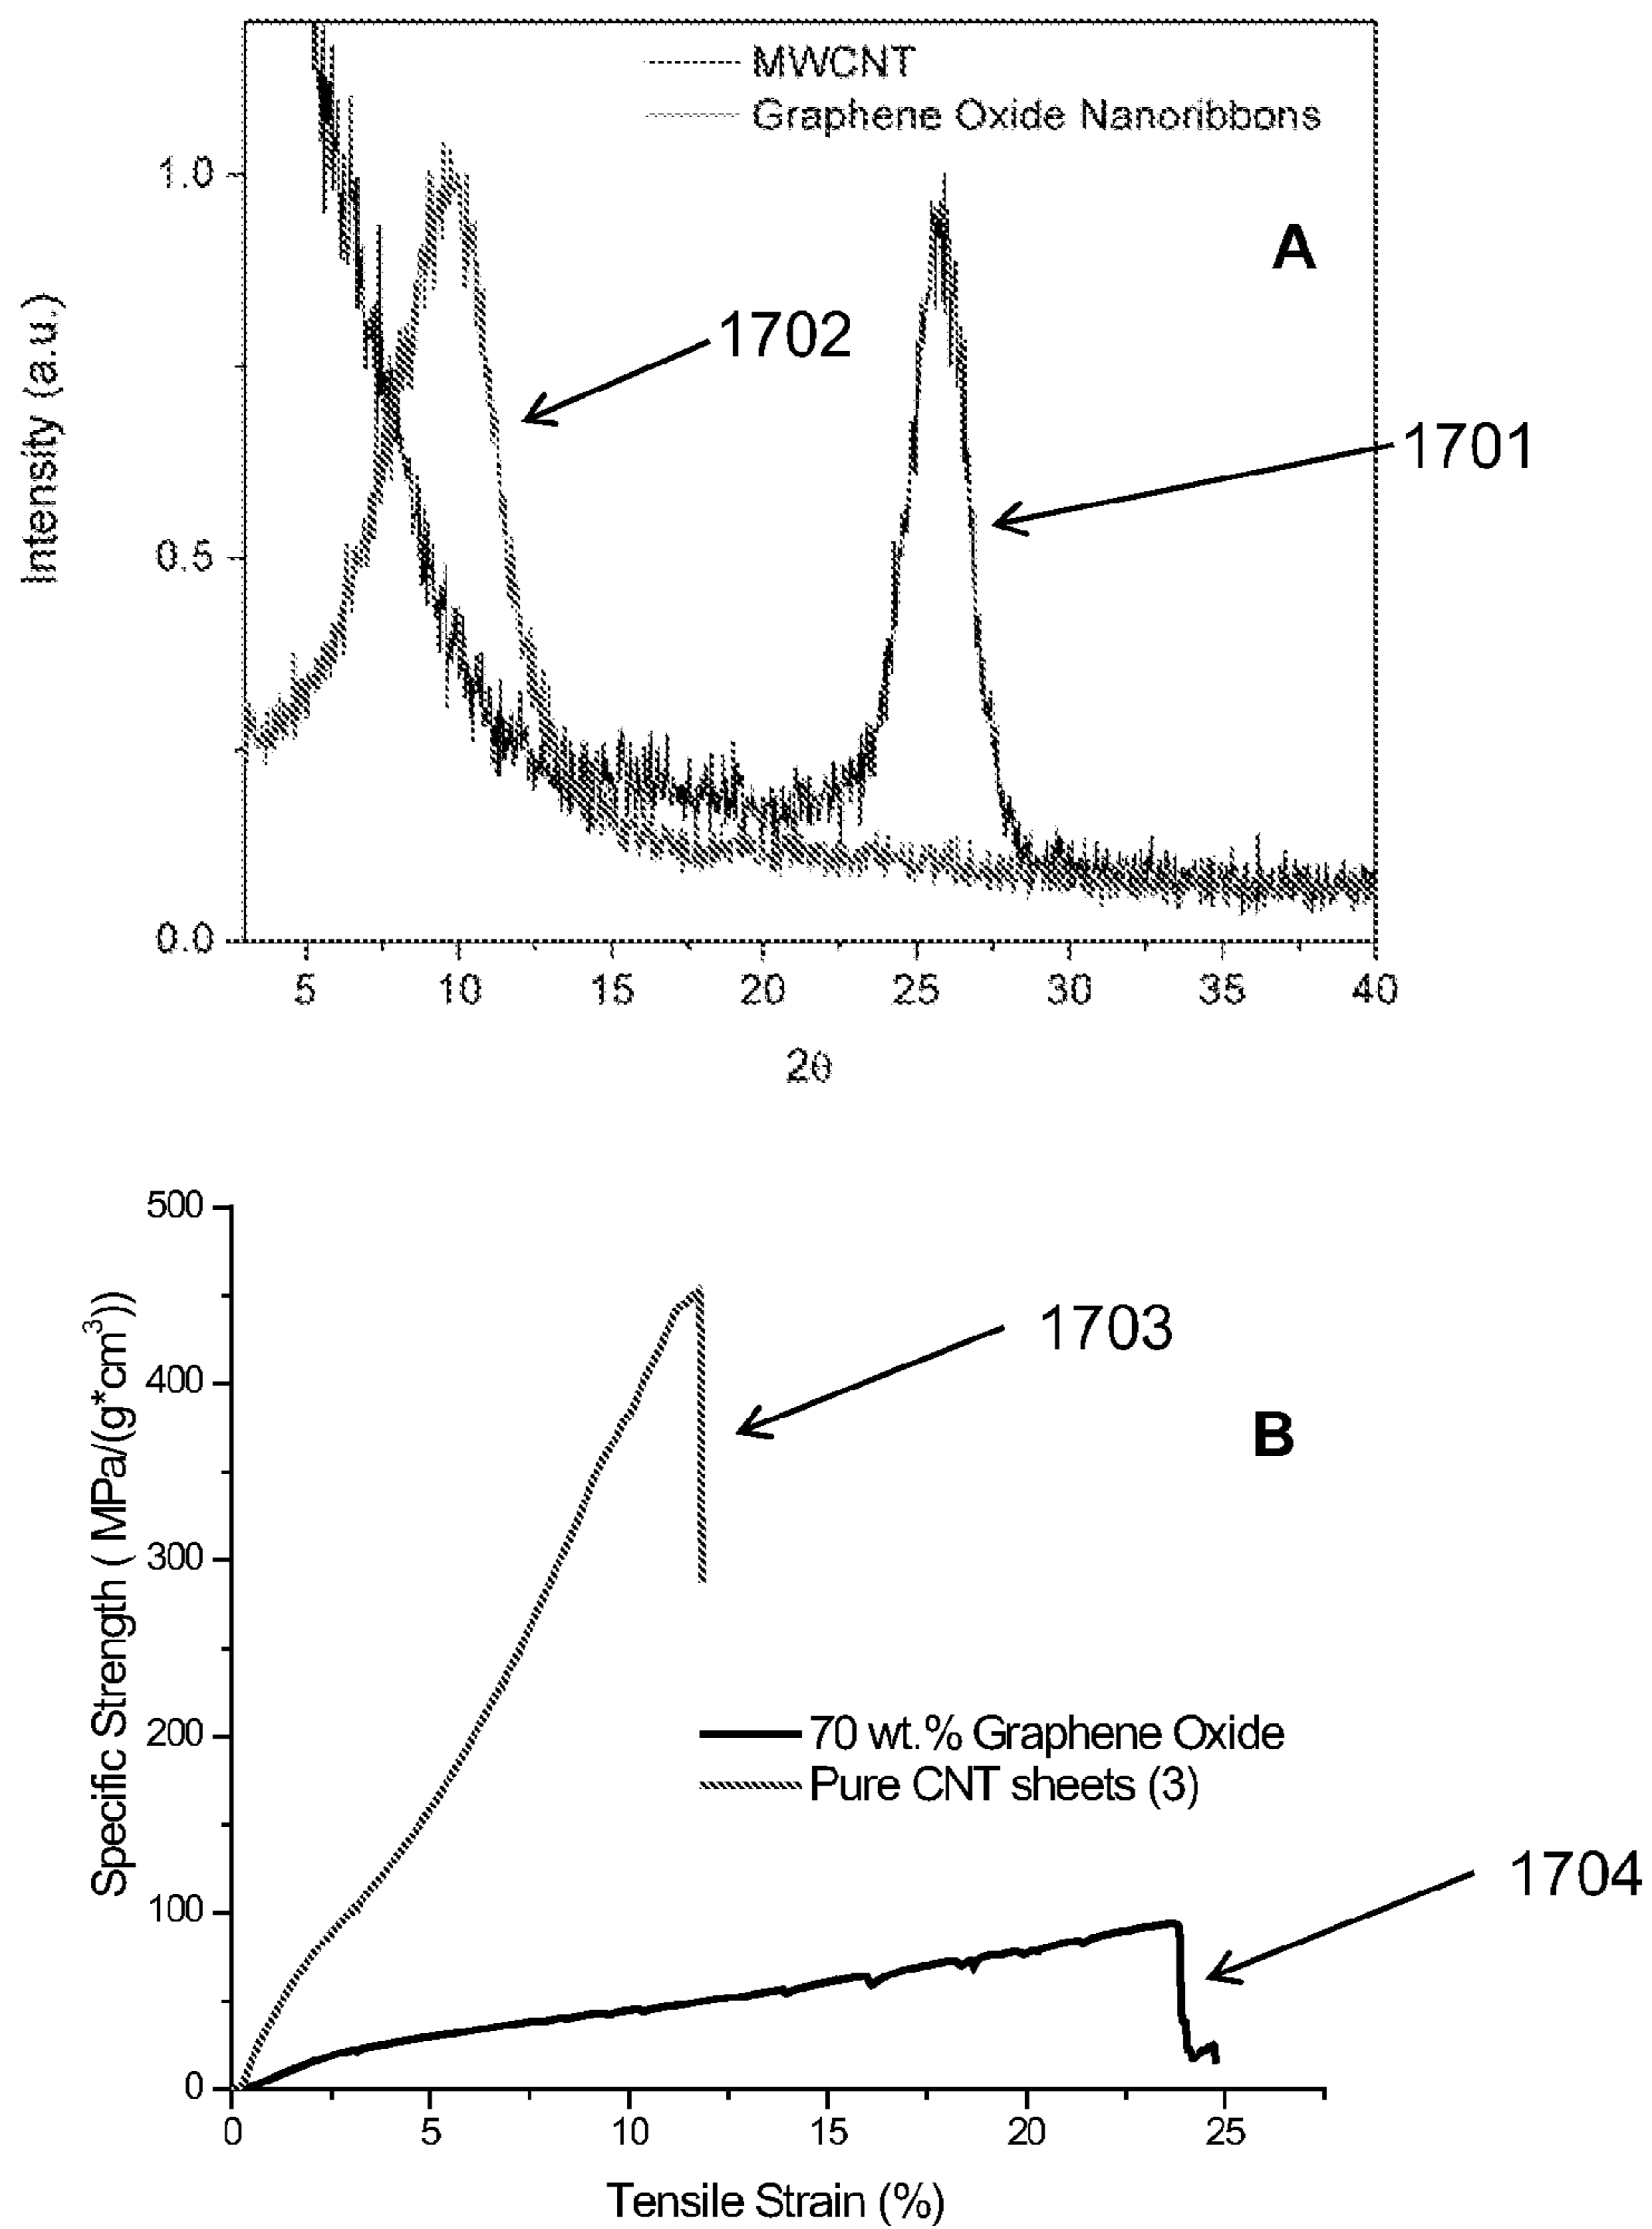 MWCNT
Graphene Oxide Nanoribbons
1.0
A
1702
1701
Intensity (a.u.)
0.5
0.0
5 10 15 20 25 30 35 40
2θ
500
1703
400
B
Specific Strength ( MPa/(g*cm³))
300
70 wt.% Graphene Oxide
200
Pure CNT sheets (3)
1704
100
0
0 5 10 15 20 25
Tensile Strain (%)